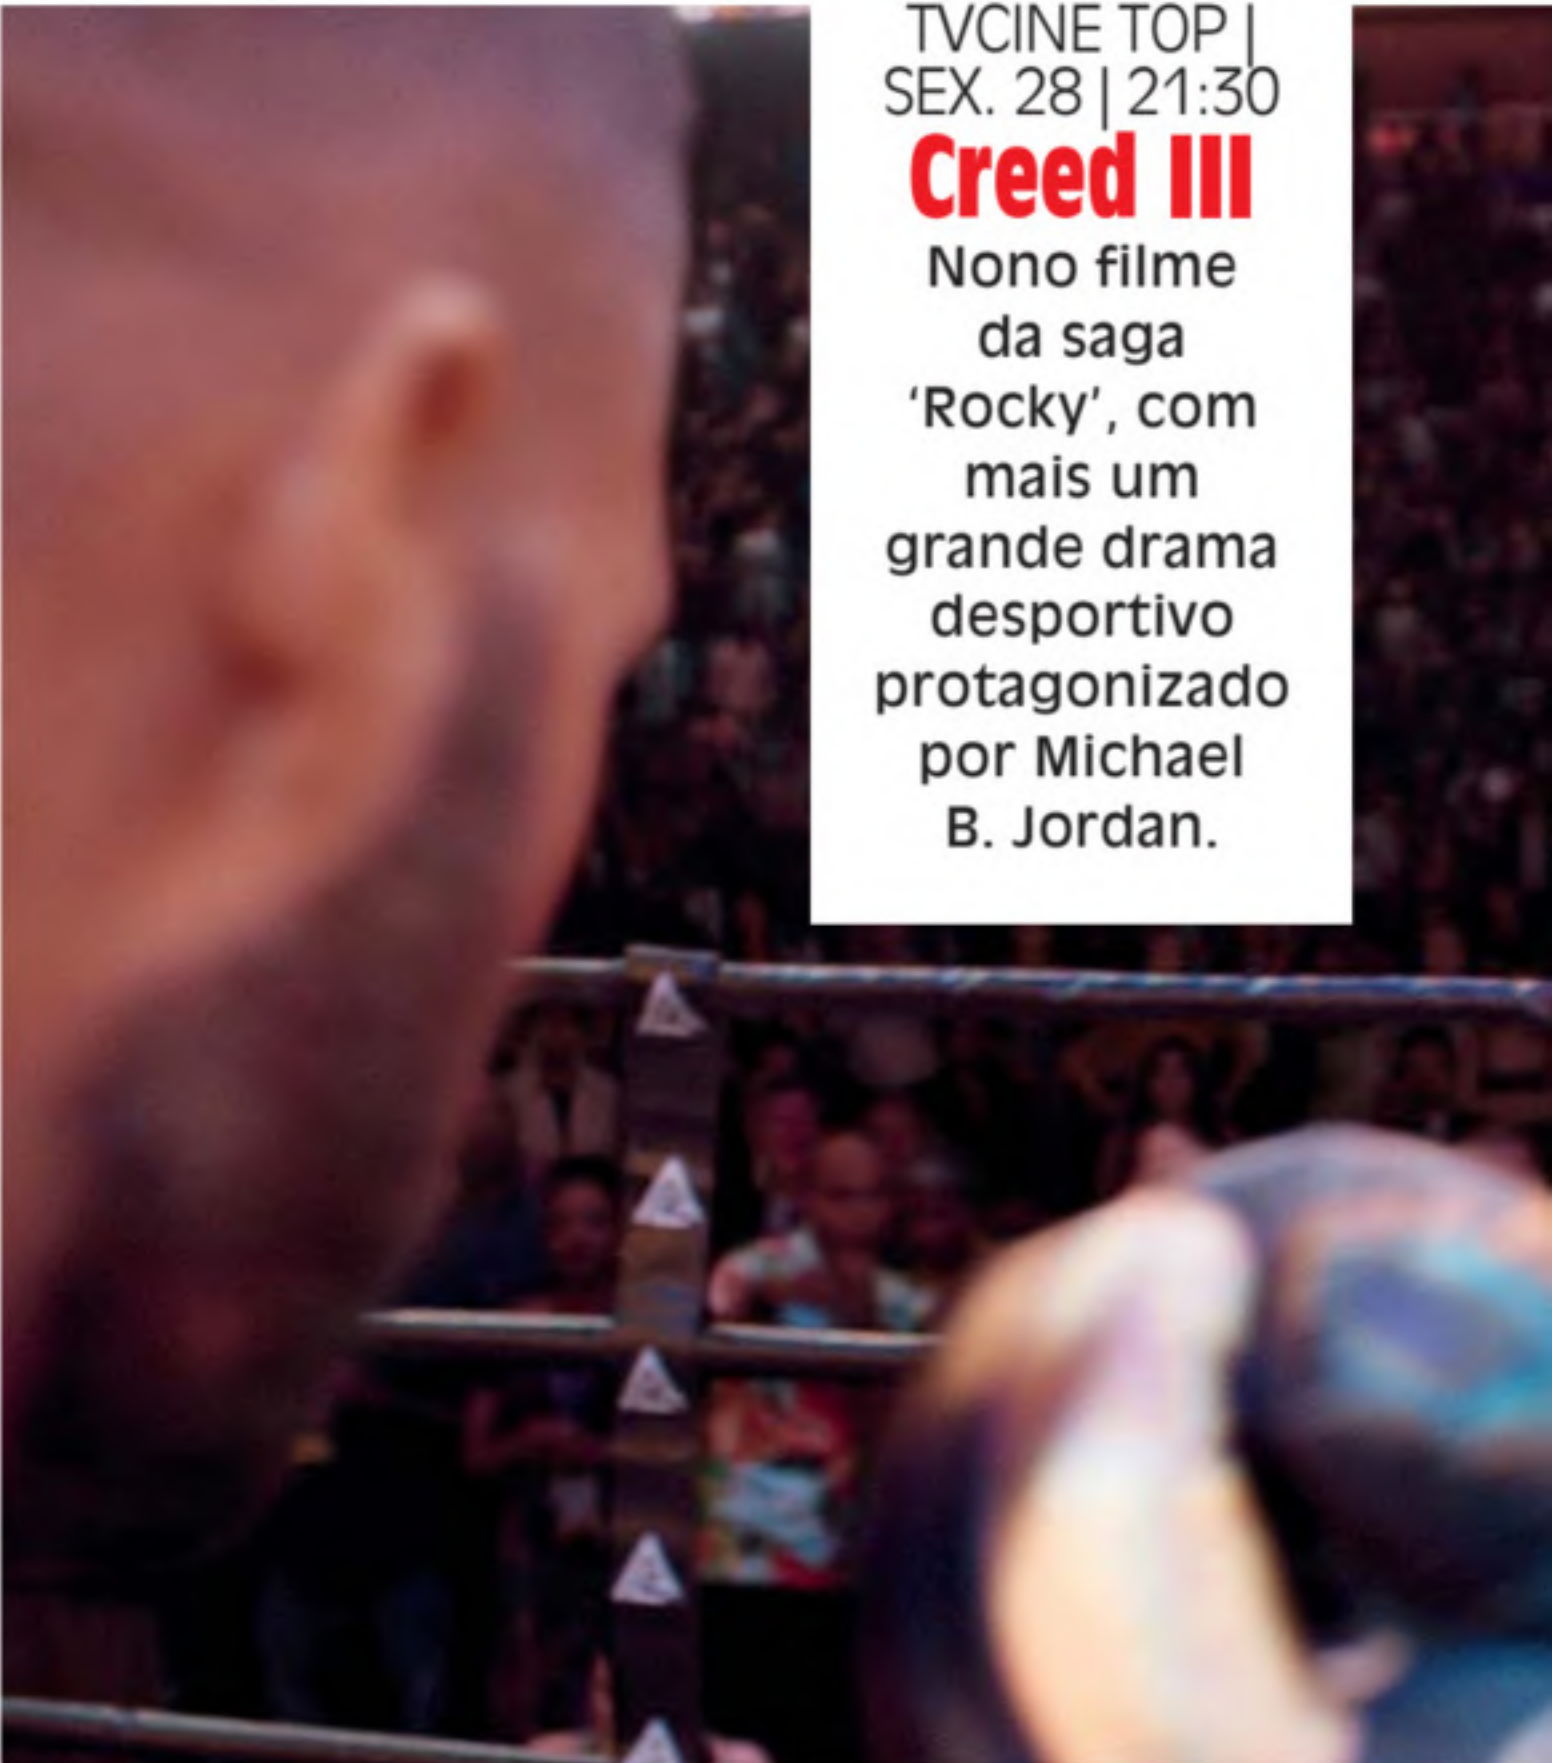 TVCINE TOP |
SEX. 28 | 21:30
Creed III
Nono filme
da saga
‘Rocky’, com
mais um
grande drama
desportivo
protagonizado
por Michael
B. Jordan.